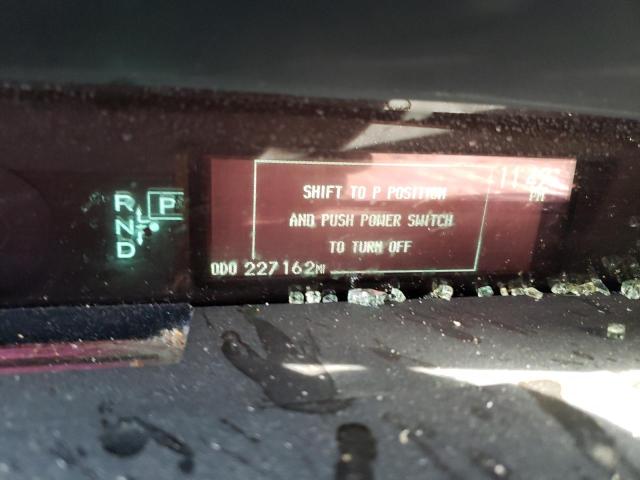 SHIFT TO P POSITION
AND PUSH POWER SWITCH
TO TURN OFF
PM
R
P
N
D
ODO 227162MI